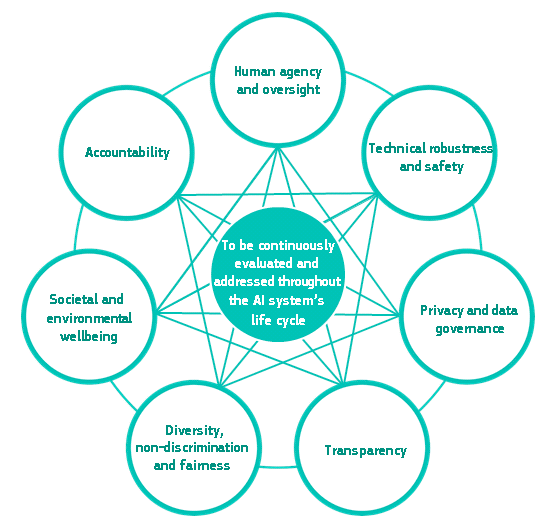 Human agency
and oversight
Technical robustness
and safety
Privacy and data
governance
Transparency
Diversity,
non-discrimination
and fairness
Societal and
environmental
wellbeing
Accountability
To be continuously
evaluated and
addressed throughout
the AI system's
life cycle